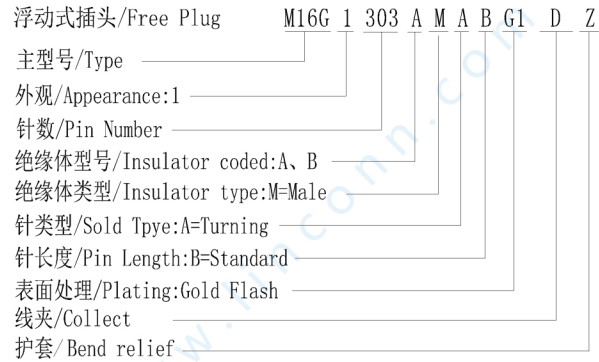 浮动式插头/Free Plug M16G 1 303 A M A B G1 D Z
主型号/Type
外观/Appearance:1
针数/Pin Number
绝缘体型号/Insulator coded:A、B
绝缘体类型/Insulator type:M=Male
针类型/Sold Tpye:A=Turning
针长度/Pin Length:B=Standard
表面处理/Plating:Gold Flash
线夹/Collect
护套/Bend relief